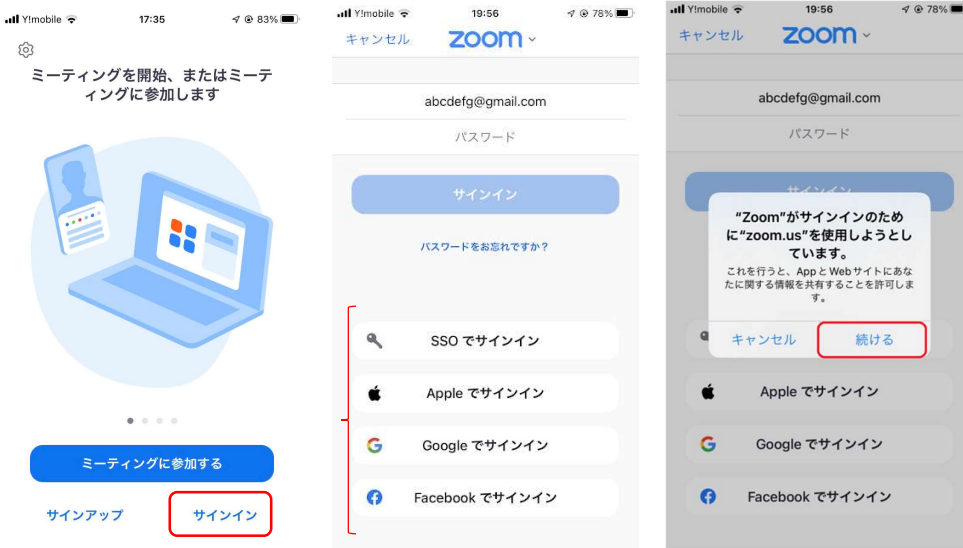 Y!mobile 17:35 83%
ミーティングを開始、またはミーテ
ィングに参加します
ミーティングに参加する
サインアップ サインイン
Y!mobile 19:56 78%
キャンセル zoom
abcdefg@gmail.com
パスワード
サインイン
パスワードをお忘れですか？
SSO でサインイン
Apple でサインイン
Google でサインイン
Facebook でサインイン
Y!mobile 19:56 78%
キャンセル zoom
abcdefg@gmail.com
パスワード
サインイン
“Zoom”がサインインのため
に“zoom.us”を使用しようとし
ています。
これを行うと、AppとWebサイトにあな
たに関する情報を共有することを許可しま
す。
キャンセル 続ける
Apple でサインイン
Google でサインイン
Facebook でサインイン